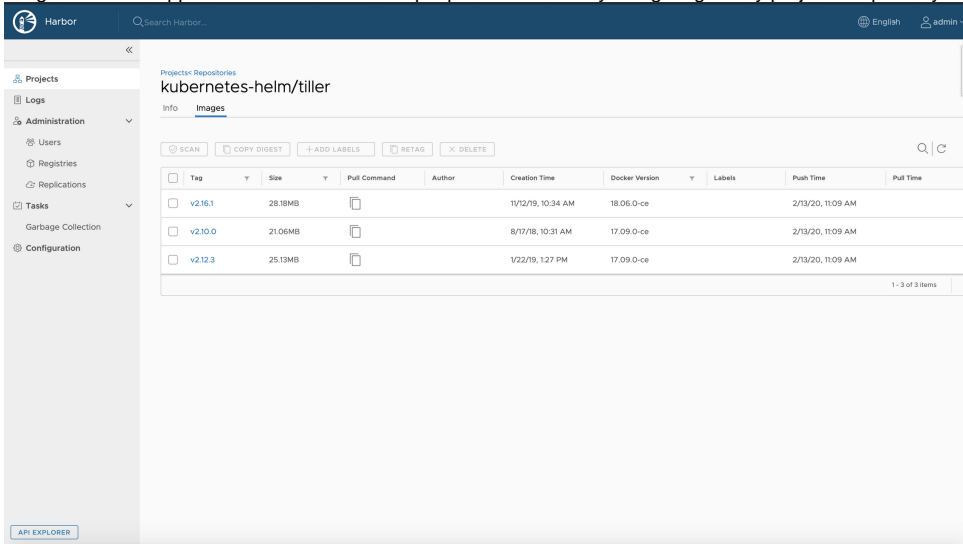 Harbor
Search Harbor...
English
admin
«
Projects
Logs
Administration
Users
Registries
Replications
Tasks
Garbage Collection
Configuration
API EXPLORER
Projects< Repositories
kubernetes-helm/tiller
Info Images
SCAN COPY DIGEST +ADD LABELS RETAG X DELETE
Tag Size Pull Command Author Creation Time Docker Version Labels Push Time Pull Time
v2.16.1 28.18MB 11/12/19, 10:34 AM 18.06.0-ce 2/13/20, 11:09 AM
v2.10.0 21.06MB 8/17/18, 10:31 AM 17.09.0-ce 2/13/20, 11:09 AM
v2.12.3 25.13MB 1/22/19, 1:27 PM 17.09.0-ce 2/13/20, 11:09 AM
1 - 3 of 3 items